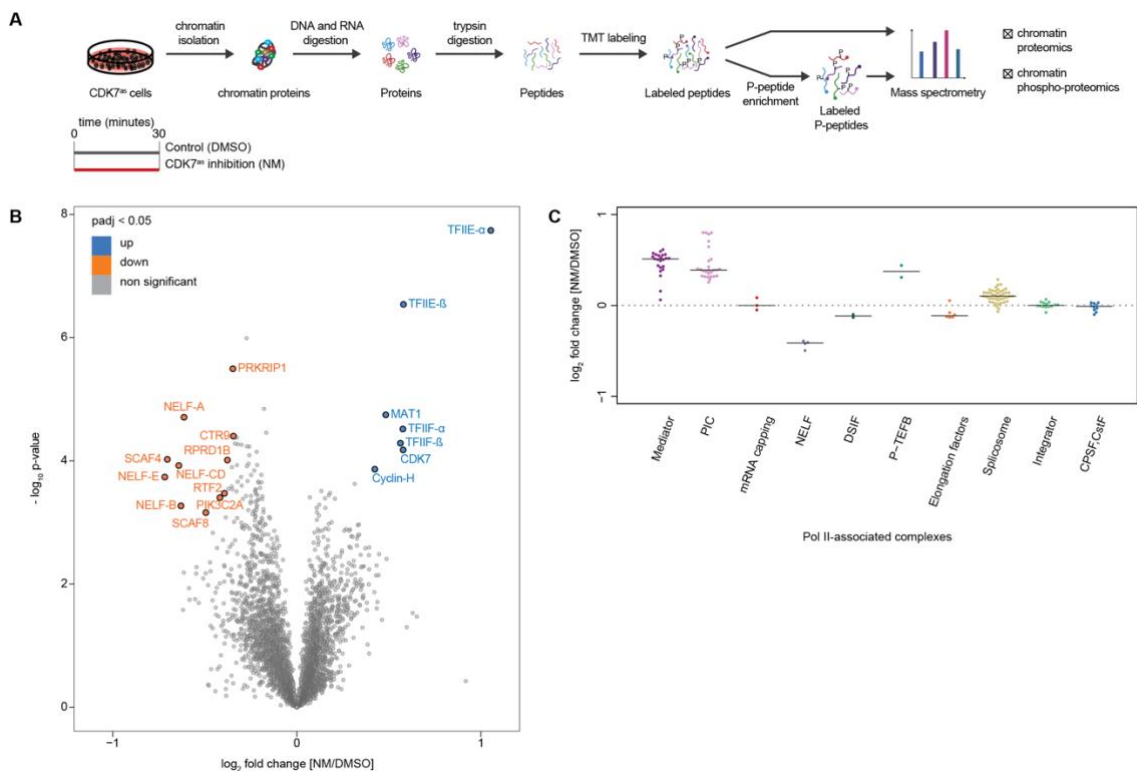 A
chromatin
isolation
DNA and RNA
digestion
trypsin
digestion
TMT labeling
CDK7ᵃˢ cells
chromatin proteins
Proteins
Peptides
Labeled peptides
P-peptide
enrichment
Labeled
P-peptides
Mass spectrometry
chromatin
proteomics
chromatin
phospho-proteomics
time (minutes)
0 30
Control (DMSO)
CDK7ᵃˢ inhibition (NM)
B
padj < 0.05
up
down
non significant
TFIIE-α
TFIIE-ß
PRKRIP1
NELF-A
MAT1
CTR9
TFIIF-α
TFIIF-ß
RPRD1B
CDK7
SCAF4
NELF-CD
Cyclin-H
NELF-E
RTF2
NELF-B
PIK3C2A
SCAF8
8
6
4
2
0
- log₁₀ p-value
−1 0 1
log₂ fold change [NM/DMSO]
C
1
0
−1
log₂ fold change [NM/DMSO]
Mediator
PIC
mRNA capping
NELF
DSIF
P−TEFB
Elongation factors
Splicosome
Integrator
CPSF,CstF
Pol II-associated complexes